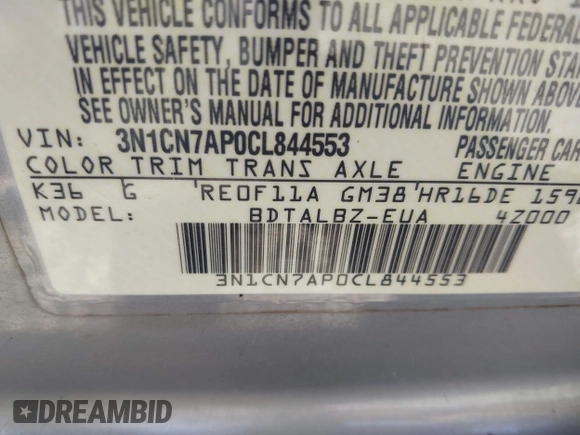 THIS VEHICLE CONFORMS TO ALL APPLICABLE FEDERAL
VEHICLE SAFETY, BUMPER AND THEFT PREVENTION STA
IN EFFECT ON THE DATE OF MANUFACTURE SHOWN ABOVE
SEE OWNER'S MANUAL FOR ADDITIONAL INFORMATION.
VIN: 3N1CN7AP0CL844553 PASSENGER CAR
COLOR TRIM TRANS AXLE ENGINE
K36 G RE0F11A GM38 HR16DE 159
MODEL: BDTALBZ-EUA 4Z000
3N1CN7AP0CL844553
DREAMBID